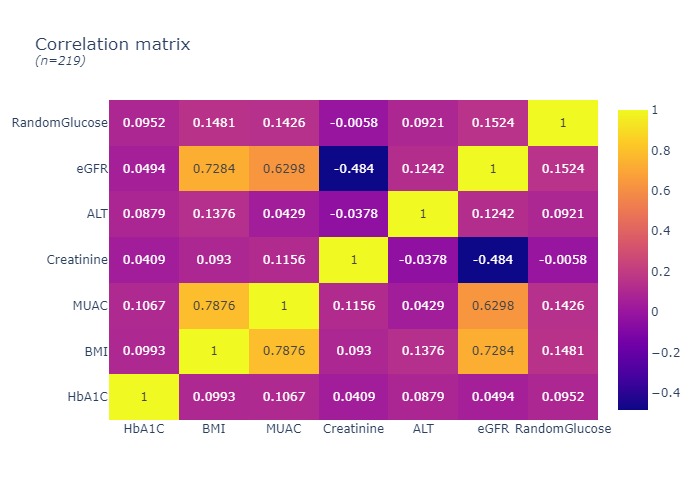 Correlation matrix
(n=219)
RandomGlucose 0.0952 0.1481 0.1426 -0.0058 0.0921 0.1524 1
eGFR 0.0494 0.7284 0.6298 -0.484 0.1242 1 0.1524
ALT 0.0879 0.1376 0.0429 -0.0378 1 0.1242 0.0921
Creatinine 0.0409 0.093 0.1156 1 -0.0378 -0.484 -0.0058
MUAC 0.1067 0.7876 1 0.1156 0.0429 0.6298 0.1426
BMI 0.0993 1 0.7876 0.093 0.1376 0.7284 0.1481
HbA1C 1 0.0993 0.1067 0.0409 0.0879 0.0494 0.0952
HbA1C BMI MUAC Creatinine ALT eGFR RandomGlucose
1
0.8
0.6
0.4
0.2
0
−0.2
−0.4